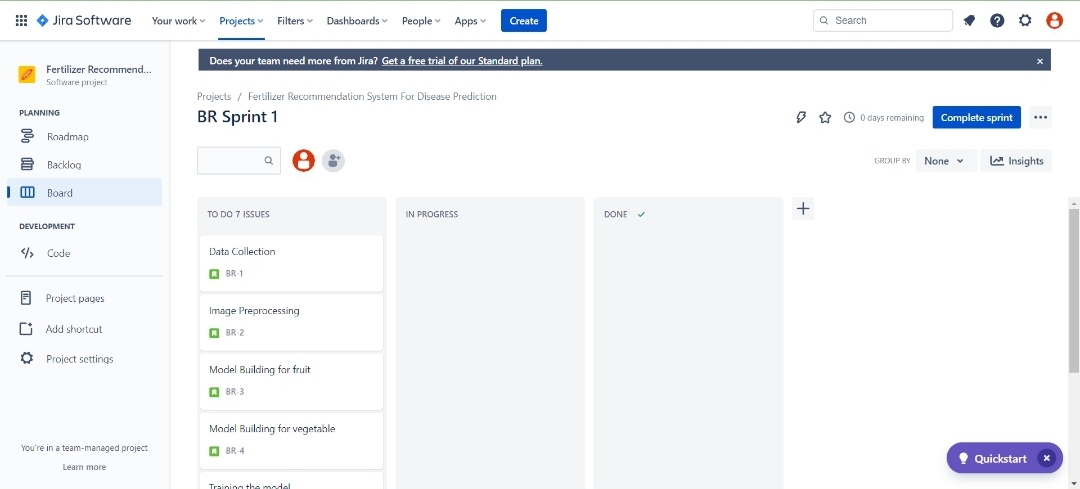 Jira Software
Your work
Projects
Filters
Dashboards
People
Apps
Create
Search
Fertilizer Recommend...
Software project
PLANNING
Roadmap
Backlog
Board
DEVELOPMENT
Code
Project pages
Add shortcut
Project settings
You're in a team-managed project
Learn more
Does your team need more from Jira? Get a free trial of our Standard plan.
Projects / Fertilizer Recommendation System For Disease Prediction
BR Sprint 1
0 days remaining
Complete sprint
GROUP BY
None
Insights
TO DO 7 ISSUES
Data Collection
BR-1
Image Preprocessing
BR-2
Model Building for fruit
BR-3
Model Building for vegetable
BR-4
Training the model
IN PROGRESS
DONE
Quickstart